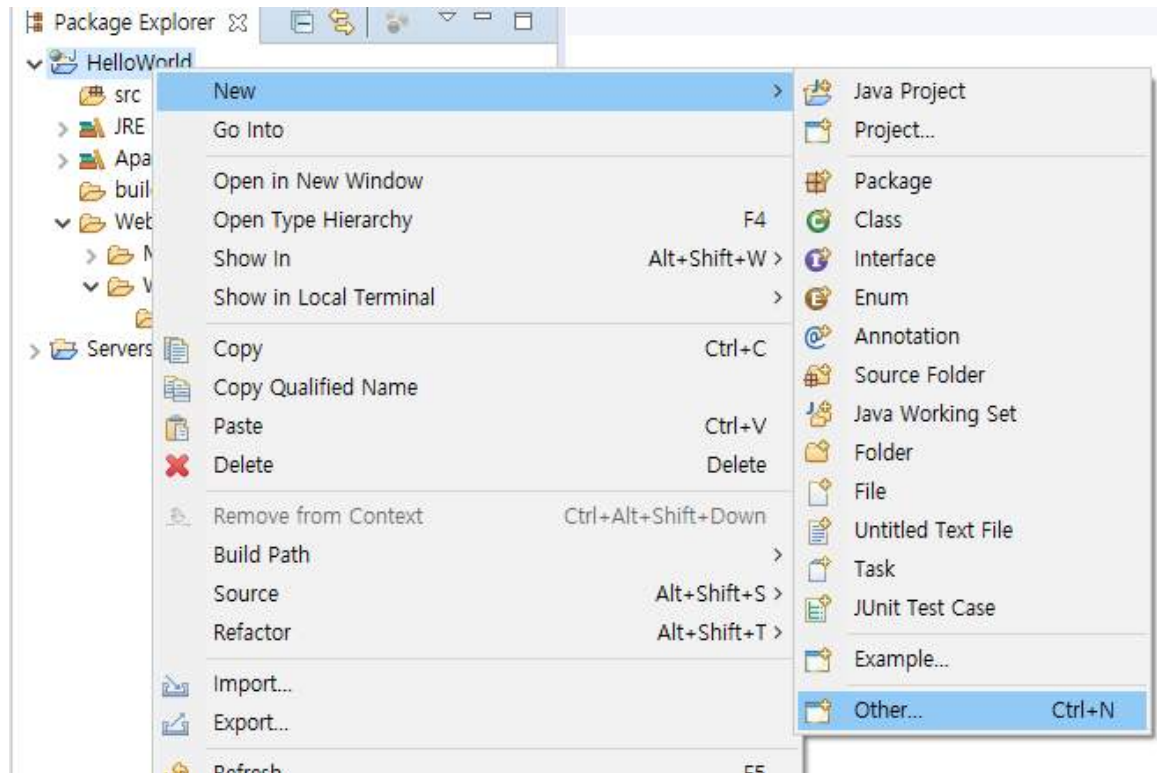 Package Explorer
HelloWorld
src
JRE
Apa
buil
Web
Servers
New
Go Into
Open in New Window
Open Type Hierarchy F4
Show In Alt+Shift+W
Show in Local Terminal
Copy Ctrl+C
Copy Qualified Name
Paste Ctrl+V
Delete Delete
Remove from Context Ctrl+Alt+Shift+Down
Build Path
Source Alt+Shift+S
Refactor Alt+Shift+T
Import...
Export...
Refresh F5
Java Project
Project...
Package
Class
Interface
Enum
Annotation
Source Folder
Java Working Set
Folder
File
Untitled Text File
Task
JUnit Test Case
Example...
Other... Ctrl+N